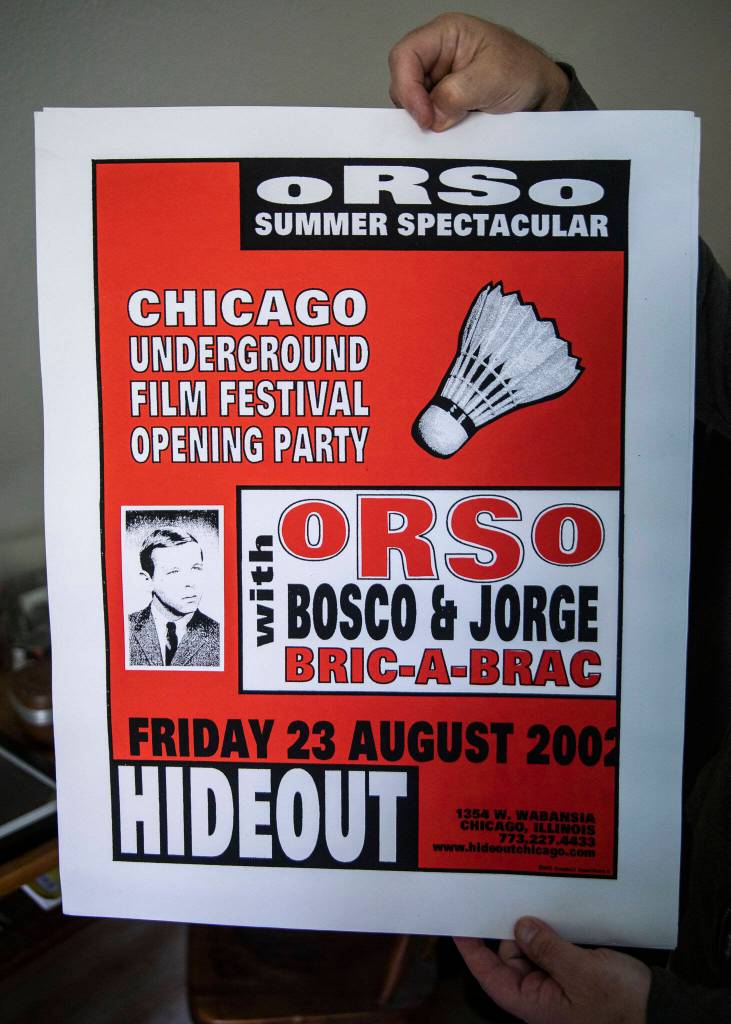 oRSo
SUMMER SPECTACULAR
CHICAGO
UNDERGROUND
FILM FESTIVAL
OPENING PARTY
with
oRSo
BOSCO & JORGE
BRIC-A-BRAC
FRIDAY 23 AUGUST 2002
HIDEOUT
1354 W. WABANSIA
CHICAGO, ILLINOIS
773.227.4433
www.hideoutchicago.com